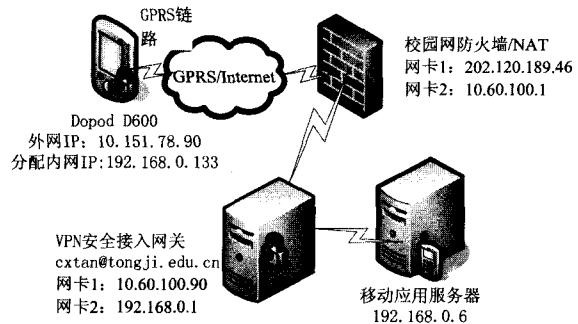 GPRS链
路
GPRS/Internet
校园网防火墙/NAT
网卡1: 202.120.189.46
网卡2: 10.60.100.1
Dopod D600
外网IP: 10.151.78.90
分配内网IP:192.168.0.133
VPN安全接入网关
cxtan@tongji.edu.cn
网卡1: 10.60.100.90
网卡2: 192.168.0.1
移动应用服务器
192.168.0.6